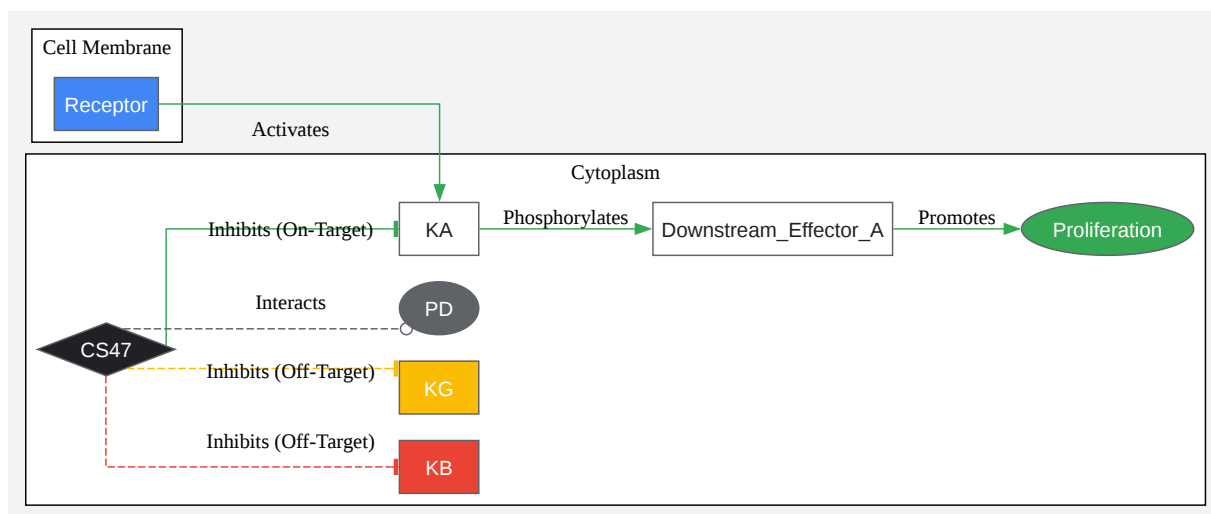 Cell Membrane
Receptor
Activates
Cytoplasm
Inhibits (On-Target)
KA
Phosphorylates
Downstream_Effector_A
Promotes
Proliferation
Interacts
PD
CS47
Inhibits (Off-Target)
KG
Inhibits (Off-Target)
KB